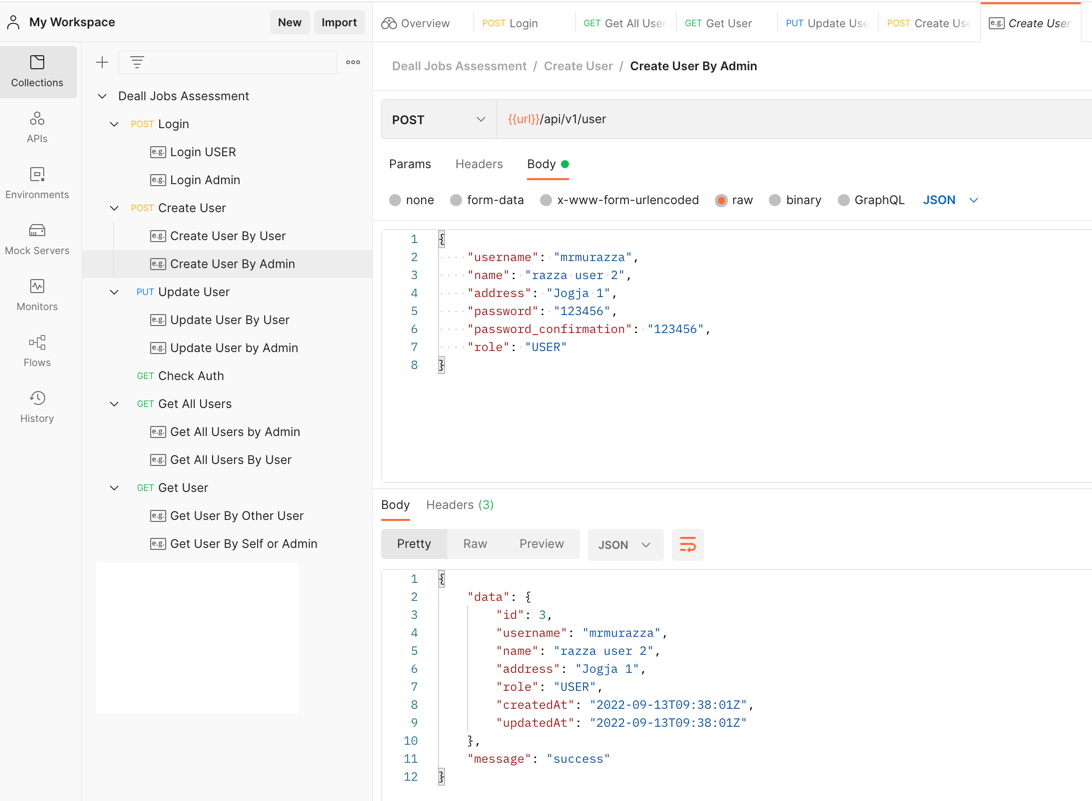 My Workspace
New
Import
Overview
POST Login
GET Get All User
GET Get User
PUT Update Use
POST Create Use
e.g. Create User
Collections
APIs
Environments
Mock Servers
Monitors
Flows
History
Deall Jobs Assessment
POST Login
e.g. Login USER
e.g. Login Admin
POST Create User
e.g. Create User By User
e.g. Create User By Admin
PUT Update User
e.g. Update User By User
e.g. Update User by Admin
GET Check Auth
GET Get All Users
e.g. Get All Users by Admin
e.g. Get All Users By User
GET Get User
e.g. Get User By Other User
e.g. Get User By Self or Admin
Deall Jobs Assessment / Create User / Create User By Admin
POST {{url}}/api/v1/user
Params Headers Body
none form-data x-www-form-urlencoded raw binary GraphQL JSON
1 {
2 "username": "mrmurazza",
3 "name": "razza user 2",
4 "address": "Jogja 1",
5 "password": "123456",
6 "password_confirmation": "123456",
7 "role": "USER"
8 }
Body Headers (3)
Pretty Raw Preview JSON
1 {
2 "data": {
3 "id": 3,
4 "username": "mrmurazza",
5 "name": "razza user 2",
6 "address": "Jogja 1",
7 "role": "USER",
8 "createdAt": "2022-09-13T09:38:01Z",
9 "updatedAt": "2022-09-13T09:38:01Z"
10 },
11 "message": "success"
12 }